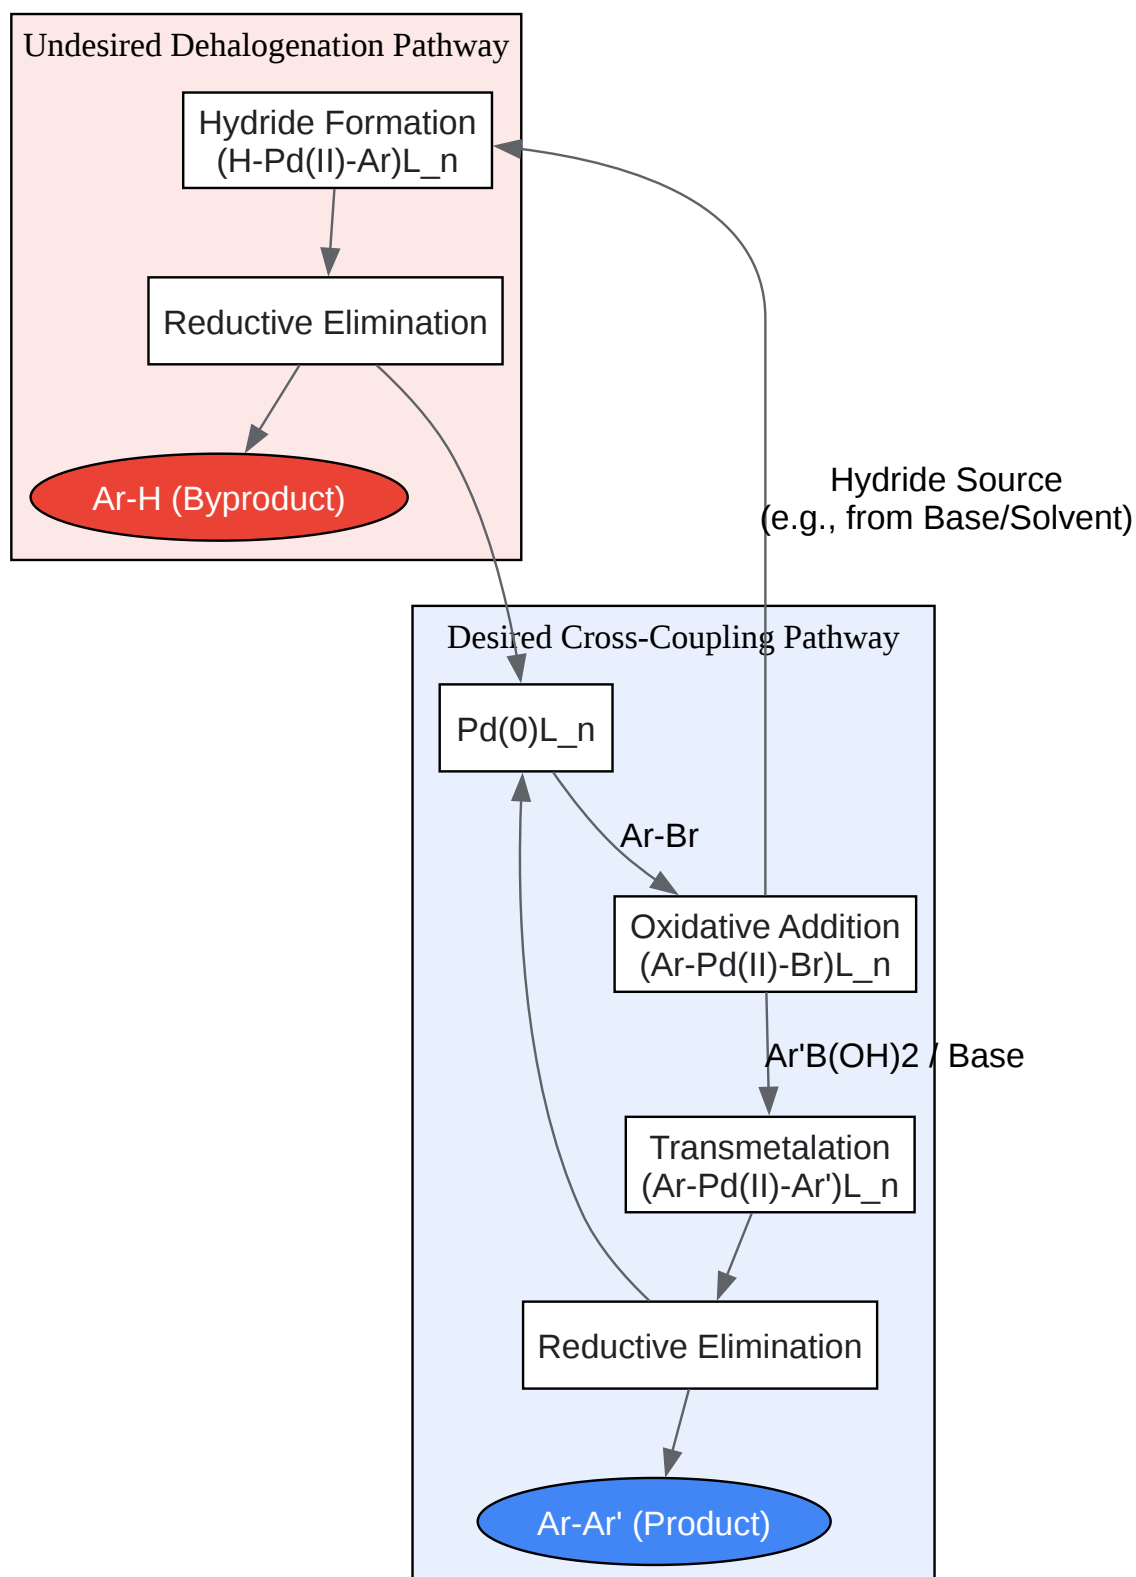 Undesired Dehalogenation Pathway
Hydride Formation
(H-Pd(II)-Ar)L_n
Reductive Elimination
Ar-H (Byproduct)
Hydride Source
(e.g., from Base/Solvent)
Desired Cross-Coupling Pathway
Pd(0)L_n
Ar-Br
Oxidative Addition
(Ar-Pd(II)-Br)L_n
Ar'B(OH)2 / Base
Transmetalation
(Ar-Pd(II)-Ar')L_n
Reductive Elimination
Ar-Ar' (Product)